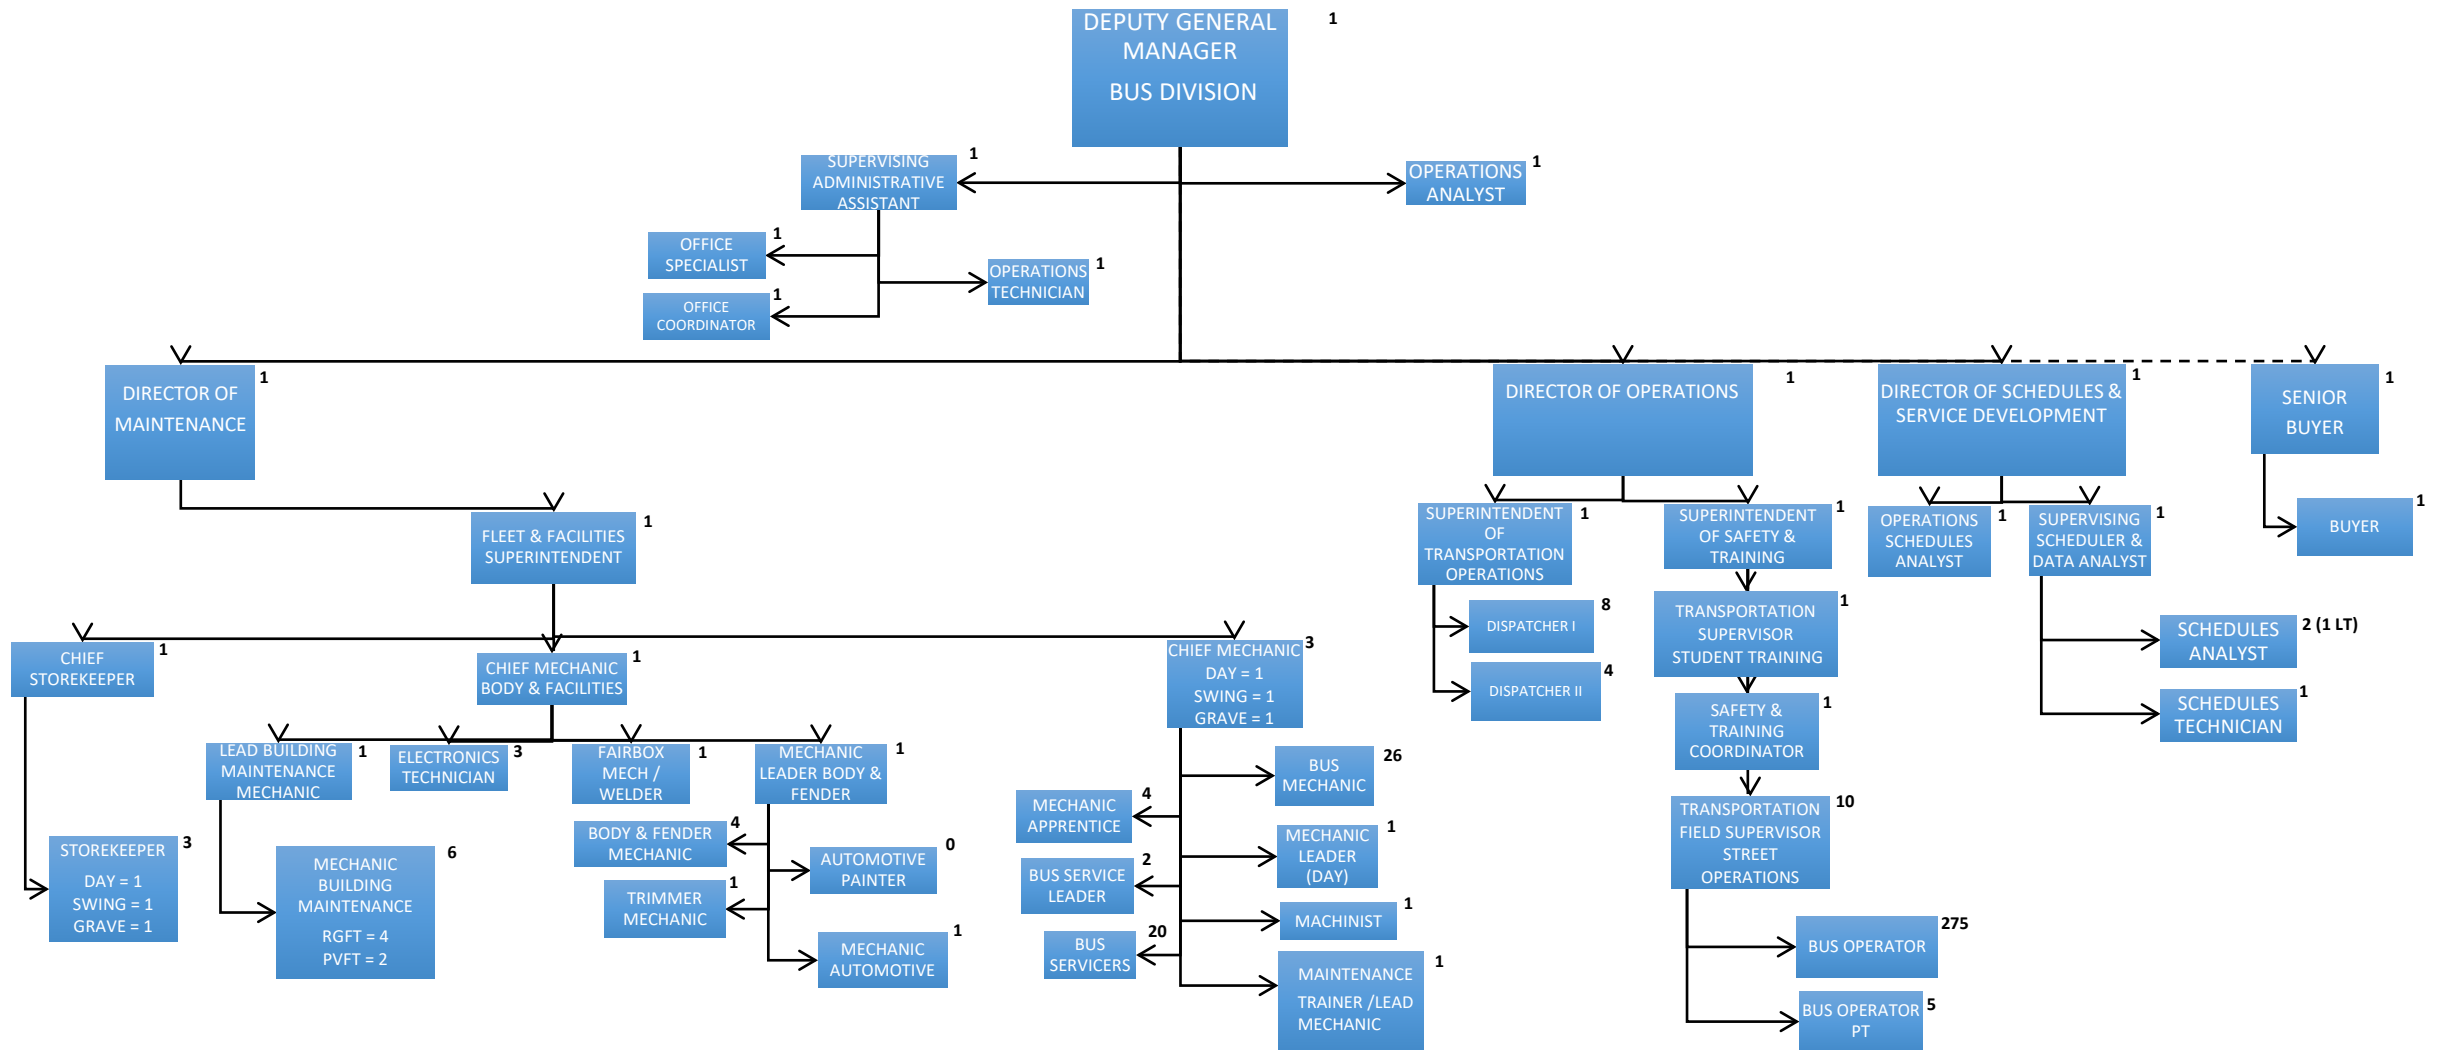 DEPUTY GENERAL
MANAGER
BUS DIVISION
1
SUPERVISING
ADMINISTRATIVE
ASSISTANT
1
OPERATIONS
ANALYST
1
OFFICE
SPECIALIST
1
OPERATIONS
TECHNICIAN
1
OFFICE
COORDINATOR
1
DIRECTOR OF
MAINTENANCE
1
DIRECTOR OF OPERATIONS
1
DIRECTOR OF SCHEDULES &
SERVICE DEVELOPMENT
1
SENIOR
BUYER
1
FLEET & FACILITIES
SUPERINTENDENT
1
SUPERINTENDENT
OF
TRANSPORTATION
OPERATIONS
1
SUPERINTENDENT
OF SAFETY &
TRAINING
1
OPERATIONS
SCHEDULES
ANALYST
1
SUPERVISING
SCHEDULER &
DATA ANALYST
1
BUYER
1
CHIEF
STOREKEEPER
1
CHIEF MECHANIC
BODY & FACILITIES
1
CHIEF MECHANIC
DAY = 1
SWING = 1
GRAVE = 1
3
DISPATCHER I
8
DISPATCHER II
4
TRANSPORTATION
SUPERVISOR
STUDENT TRAINING
1
SCHEDULES
ANALYST
2 (1 LT)
SCHEDULES
TECHNICIAN
1
SAFETY &
TRAINING
COORDINATOR
1
LEAD BUILDING
MAINTENANCE
MECHANIC
1
ELECTRONICS
TECHNICIAN
3
FAIRBOX
MECH /
WELDER
1
MECHANIC
LEADER BODY &
FENDER
1
BUS
MECHANIC
26
MECHANIC
APPRENTICE
4
TRANSPORTATION
FIELD SUPERVISOR
STREET
OPERATIONS
10
STOREKEEPER
DAY = 1
SWING = 1
GRAVE = 1
3
MECHANIC
BUILDING
MAINTENANCE
RGFT = 4
PVFT = 2
6
BODY & FENDER
MECHANIC
4
AUTOMOTIVE
PAINTER
0
TRIMMER
MECHANIC
1
MECHANIC
AUTOMOTIVE
1
MECHANIC
LEADER
(DAY)
1
BUS SERVICE
LEADER
2
MACHINIST
1
BUS
SERVICERS
20
MAINTENANCE
TRAINER /LEAD
MECHANIC
1
BUS OPERATOR
275
BUS OPERATOR
PT
5